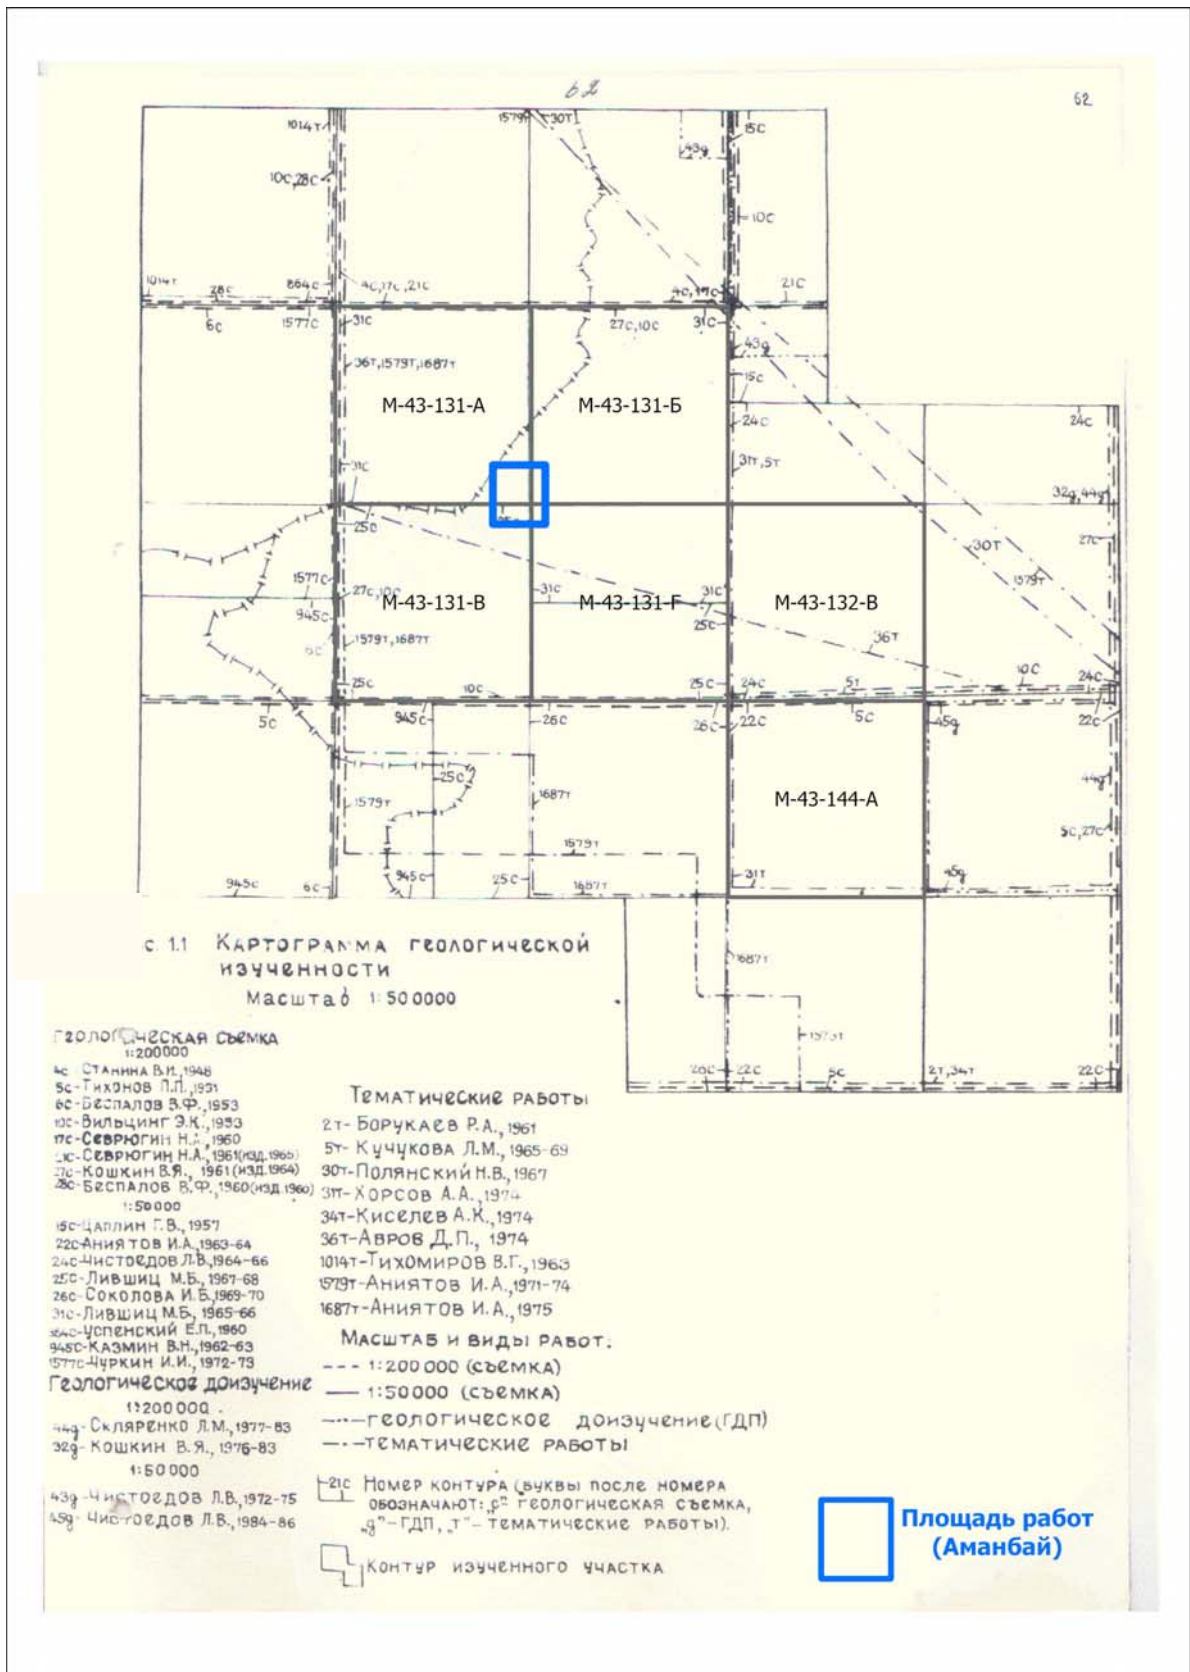 62
62
1014т
1579т
30т
15с
43g
10с,28с
10с
1014т
28с
864с
4с,17с,21с
4с,17с
21с
6с
1577с
31с
27с,10с
31с
43g
36т,1579т,1687т
15с
М-43-131-А
М-43-131-Б
24с
24с
31с
31т,5т
32g,44g
25с
30т
27с
1577с
27с,10с
31с
31с
1579т
М-43-131-В
М-43-131-Г
М-43-132-В
945с
25с
6с
1579т,1687т
36т
25с
10с
25с
24с
5т
10с
24с
5с
945с
26с
26с
22с
5с
45g
22с
25с
44g
1579т
1687т
М-43-144-А
5с,27с
1579т
945с
6с
945с
25с
1687т
31т
45g
1687т
1573т
26с
22с
5с
2т,34т
22с
с. 1.1 Картограмма геологической
изученности
Масштаб 1:500000
Геологическая съемка
1:200000
4с-Станина В.И.,1948
5с-Тихонов П.П.,1931
6с-Беспалов В.Ф.,1953
10с-Вильцинг Э.К.,1953
17с-Севрюгин Н.А.,1960
21с-Севрюгин Н.А.,1961(изд.1965)
27с-Кошкин В.Я., 1961(изд.1964)
28с-Беспалов В.Ф.,1960(изд.1960)
1:50000
15с-Цаплин Г.В.,1957
22с-Аниятов И.А.,1963-64
24с-Чистоедов Л.В.,1964-66
25с-Лившиц М.Б.,1967-68
26с-Соколова И.Б.,1969-70
31с-Лившиц М.Б., 1965-66
864с-Успенский Е.П.,1960
945с-Казмин В.Н.,1962-63
1577с-Чуркин И.И.,1972-73
Геологическое доизучение
1:200000.
44g-Скляренко Л.М.,1977-83
32g-Кошкин В.Я.,1976-83
1:50000
43g-Чистоедов Л.В.,1972-75
45g-Чистоедов Л.В.,1984-86
Тематические работы
2т-Борукаев Р.А.,1961
5т-Кучукова Л.М.,1965-69
30т-Полянский Н.В.,1967
31т-Хорсов А.А.,1974
34т-Киселев А.К.,1974
36т-Авров Д.П., 1974
1014т-Тихомиров В.Г.,1963
1579т-Аниятов И.А.,1971-74
1687т-Аниятов И.А.,1975
Масштаб и виды работ:
1:200000 (съемка)
1:50000 (съемка)
геологическое доизучение(ГДП)
тематические работы
21с Номер контура (буквы после номера
обозначают: „с" геологическая съемка,
„g"-ГДП, „т"-тематические работы).
Контур изученного участка
Площадь работ
(Аманбай)